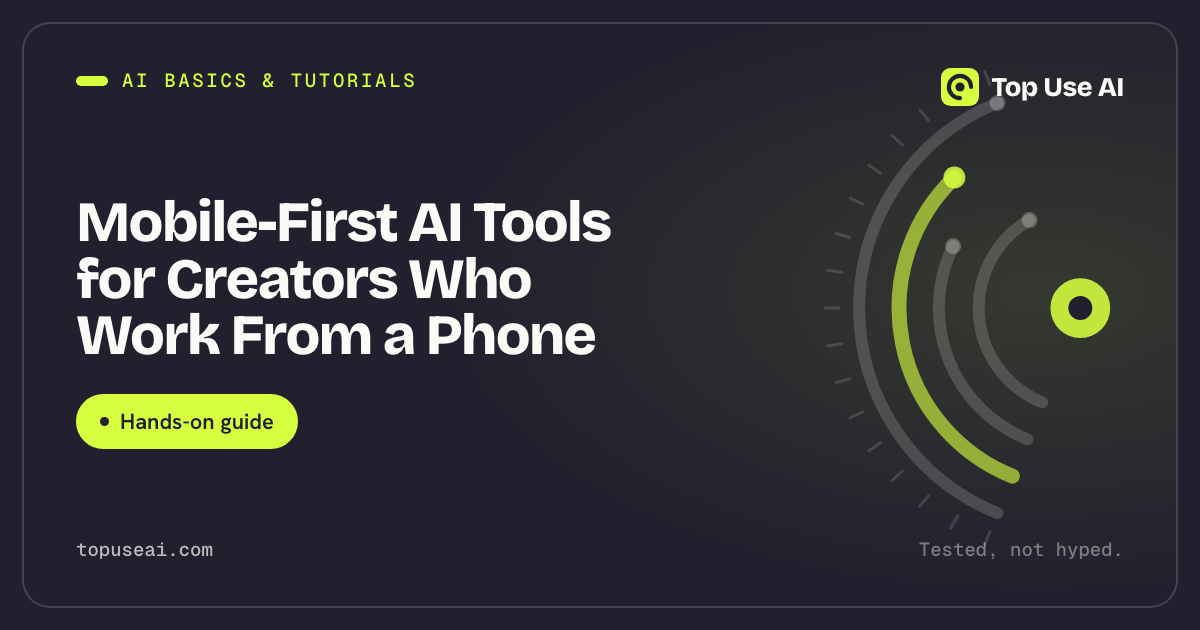 AI BASICS & TUTORIALS
Top Use AI
Mobile-First AI Tools
for Creators Who
Work From a Phone
Hands-on guide
topuseai.com
Tested, not hyped.